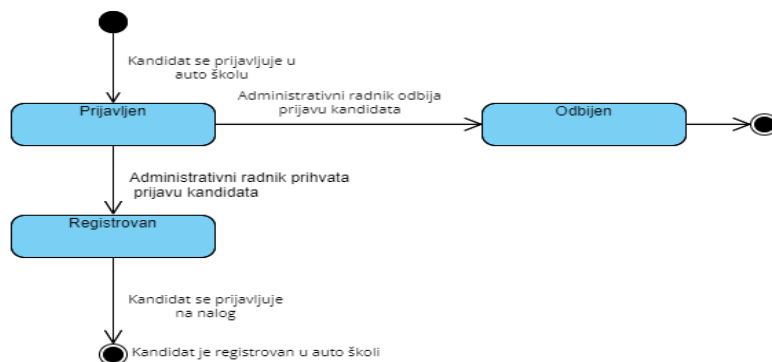 Kandidat se prijavljuje u
auto školu
Prijavljen
Administrativni radnik odbija
prijavu kandidata
Odbijen
Administrativni radnik prihvata
prijavu kandidata
Registrovan
Kandidat se prijavljuje
na nalog
Kandidat je registrovan u auto školi